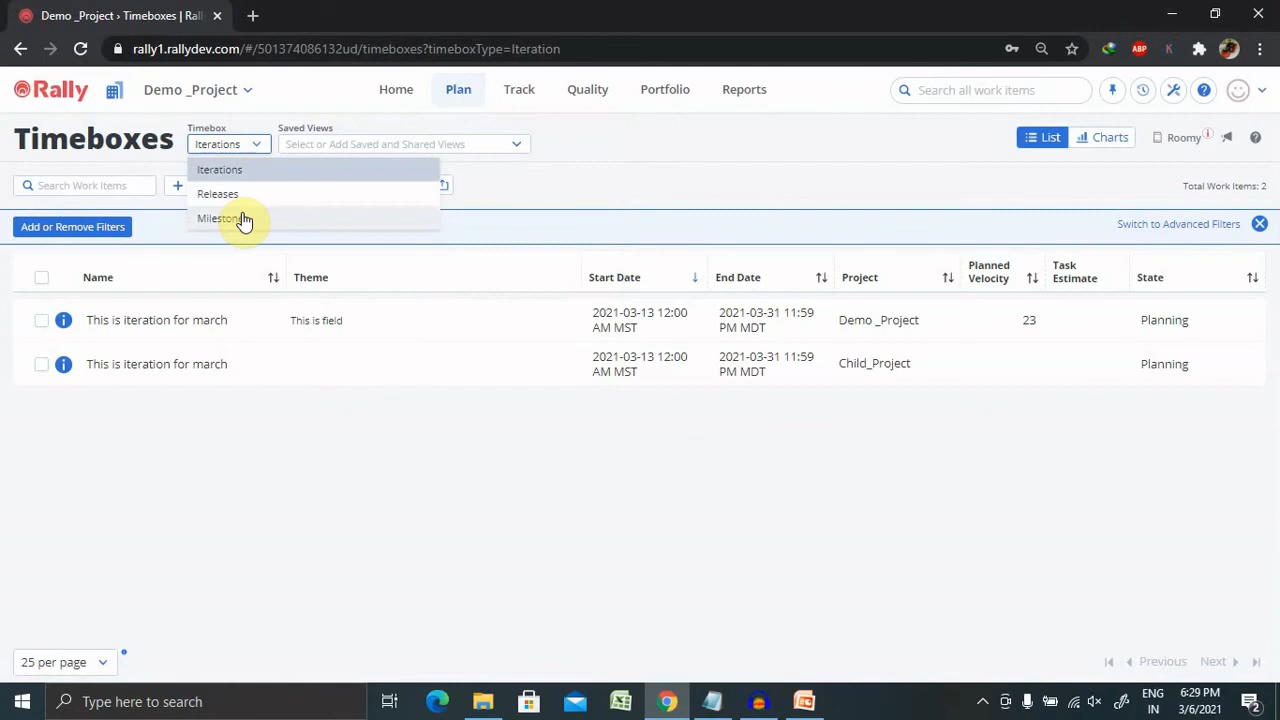 Demo _Project › Timeboxes | Ral
rally1.rallydev.com/#/501374086132ud/timeboxes?timeboxType=Iteration
ABP
K
Rally
Demo _Project
Home
Plan
Track
Quality
Portfolio
Reports
Search all work items
Timeboxes
Timebox
Iterations
Saved Views
Select or Add Saved and Shared Views
List
Charts
Roomy
Iterations
Releases
Search Work Items
Total Work Items: 2
Add or Remove Filters
Switch to Advanced Filters
Name
Theme
Start Date
End Date
Project
Planned Velocity
Task Estimate
State
This is iteration for march
This is field
2021-03-13 12:00
AM MST
2021-03-31 11:59
PM MDT
Demo _Project
23
Planning
This is iteration for march
2021-03-13 12:00
AM MST
2021-03-31 11:59
PM MDT
Child_Project
Planning
25 per page
Previous
Next
Type here to search
ENG
IN
6:29 PM
3/6/2021
2